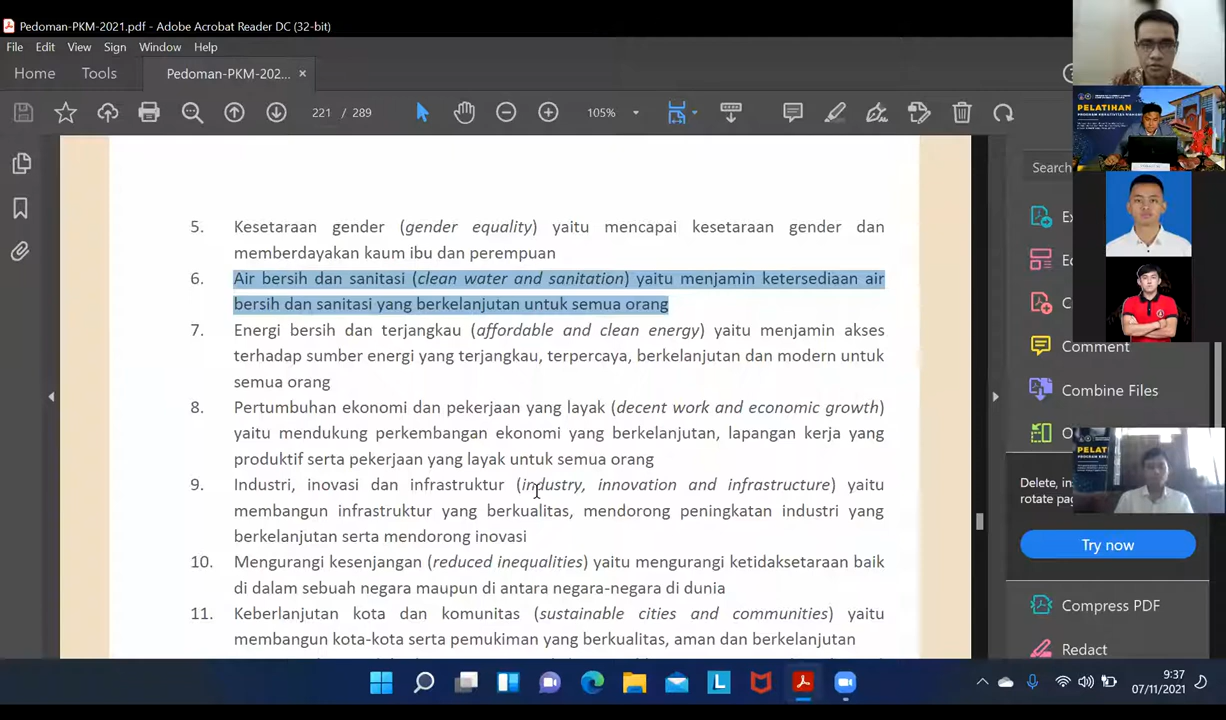 Pedoman-PKM-2021.pdf - Adobe Acrobat Reader DC (32-bit)
File Edit View Sign Window Help
Home Tools Pedoman-PKM-202... ×
221 / 289 105%
5. Kesetaraan gender (gender equality) yaitu mencapai kesetaraan gender dan
memberdayakan kaum ibu dan perempuan
6. Air bersih dan sanitasi (clean water and sanitation) yaitu menjamin ketersediaan air
bersih dan sanitasi yang berkelanjutan untuk semua orang
7. Energi bersih dan terjangkau (affordable and clean energy) yaitu menjamin akses
terhadap sumber energi yang terjangkau, terpercaya, berkelanjutan dan modern untuk
semua orang
8. Pertumbuhan ekonomi dan pekerjaan yang layak (decent work and economic growth)
yaitu mendukung perkembangan ekonomi yang berkelanjutan, lapangan kerja yang
produktif serta pekerjaan yang layak untuk semua orang
9. Industri, inovasi dan infrastruktur (industry, innovation and infrastructure) yaitu
membangun infrastruktur yang berkualitas, mendorong peningkatan industri yang
berkelanjutan serta mendorong inovasi
10. Mengurangi kesenjangan (reduced inequalities) yaitu mengurangi ketidaksetaraan baik
di dalam sebuah negara maupun di antara negara-negara di dunia
11. Keberlanjutan kota dan komunitas (sustainable cities and communities) yaitu
membangun kota-kota serta pemukiman yang berkualitas, aman dan berkelanjutan
Search
PELATIHAN
Comment
Combine Files
Delete, ins
rotate pag
Try now
Compress PDF
Redact
9:37
07/11/2021